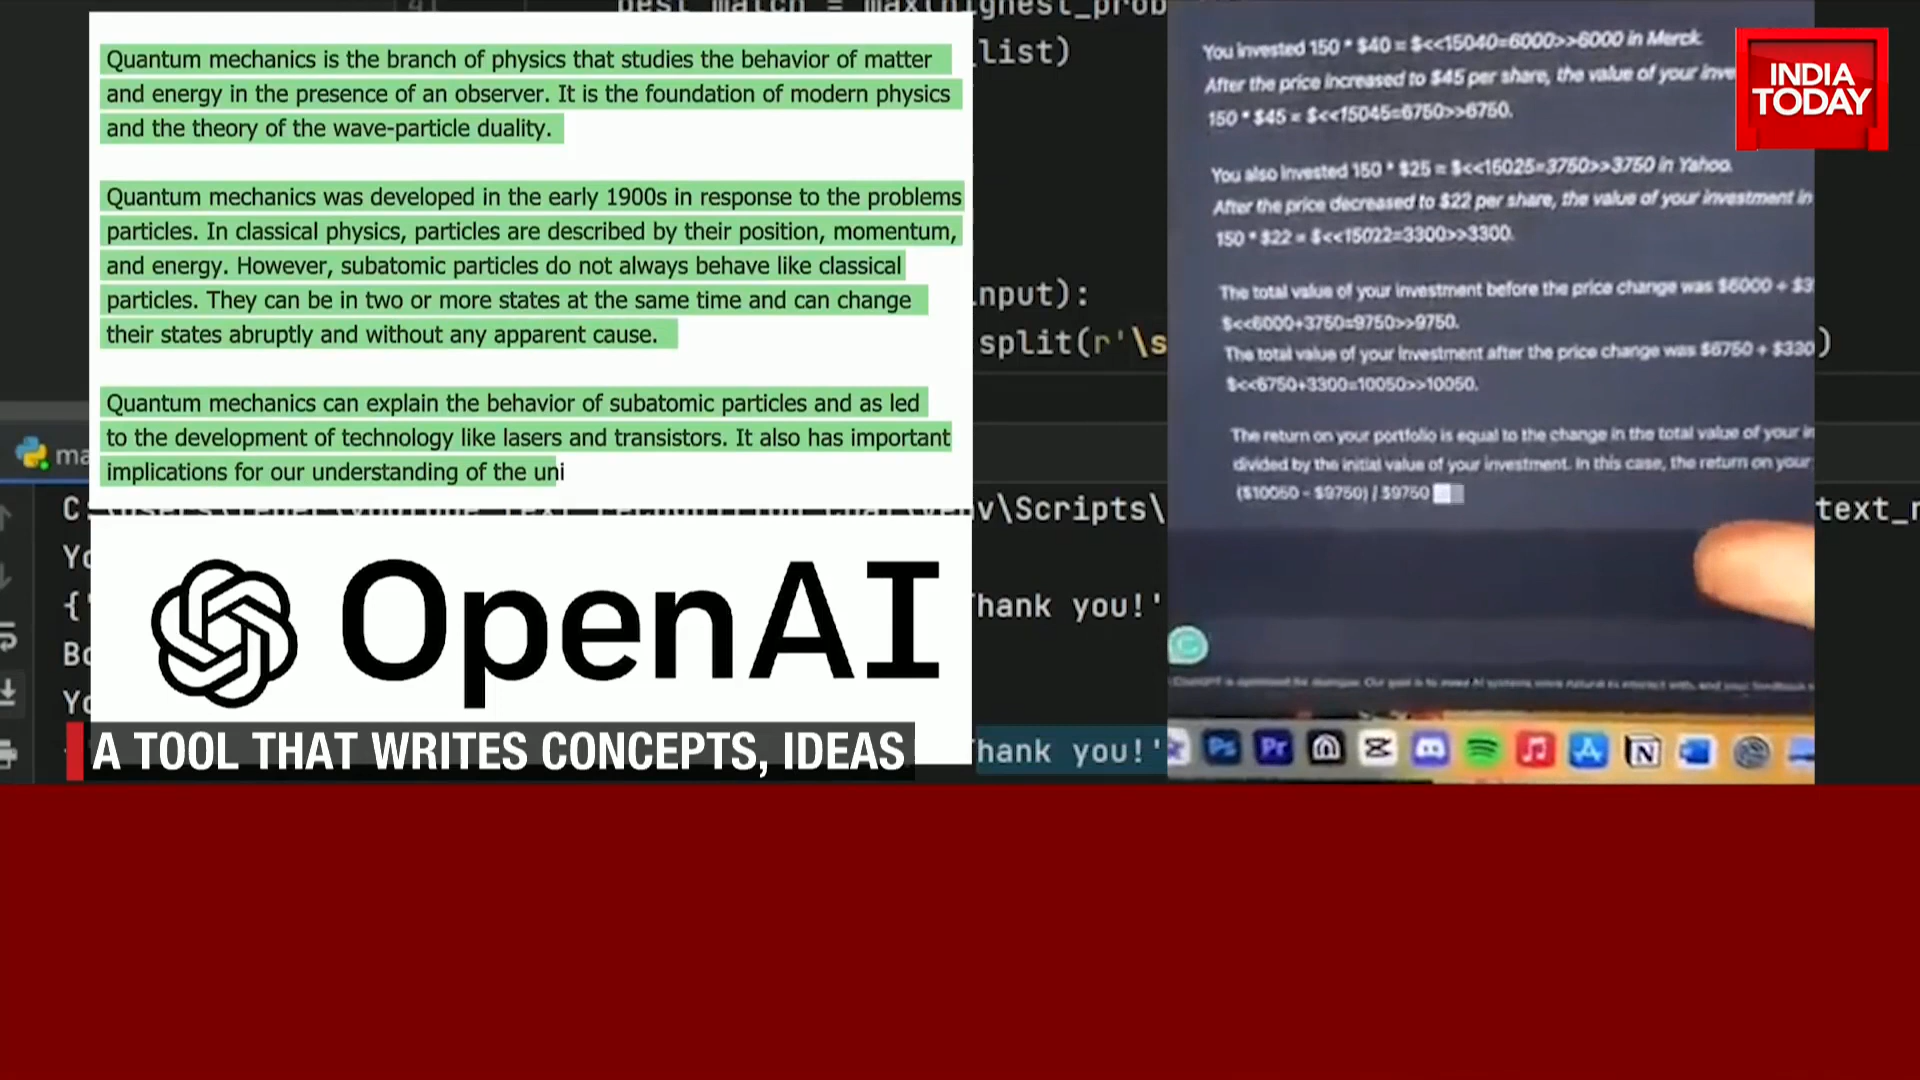 best_match = max(highest_prob
_list)
nput):
split(r'\s
)
Quantum mechanics is the branch of physics that studies the behavior of matter
and energy in the presence of an observer. It is the foundation of modern physics
and the theory of the wave-particle duality.
Quantum mechanics was developed in the early 1900s in response to the problems
particles. In classical physics, particles are described by their position, momentum,
and energy. However, subatomic particles do not always behave like classical
particles. They can be in two or more states at the same time and can change
their states abruptly and without any apparent cause.
Quantum mechanics can explain the behavior of subatomic particles and as led
to the development of technology like lasers and transistors. It also has important
implications for our understanding of the uni
ma
v\Scripts\
text_r
Yo
{'
Thank you!'
Bo
Yo
Thank you!'
OpenAI
A TOOL THAT WRITES CONCEPTS, IDEAS
You invested 150 * $40 = $<<15040=6000>>6000 in Merck.
After the price increased to $45 per share, the value of your inve
150 * $45 = $<<15045=6750>>6750.
You also invested 150 * $25 = $<<15025=3750>>3750 in Yahoo.
After the price decreased to $22 per share, the value of your investment in
150 * $22 = $<<15022=3300>>3300.
The total value of your investment before the price change was $6000 + $3
$<<6000+3750=9750>>9750.
The total value of your investment after the price change was $6750 + $330
$<<6750+3300=10050>>10050.
The return on your portfolio is equal to the change in the total value of your in
divided by the initial value of your investment. In this case, the return on your
($10050 - $9750) / $9750
Ps Pr
INDIA
TODAY